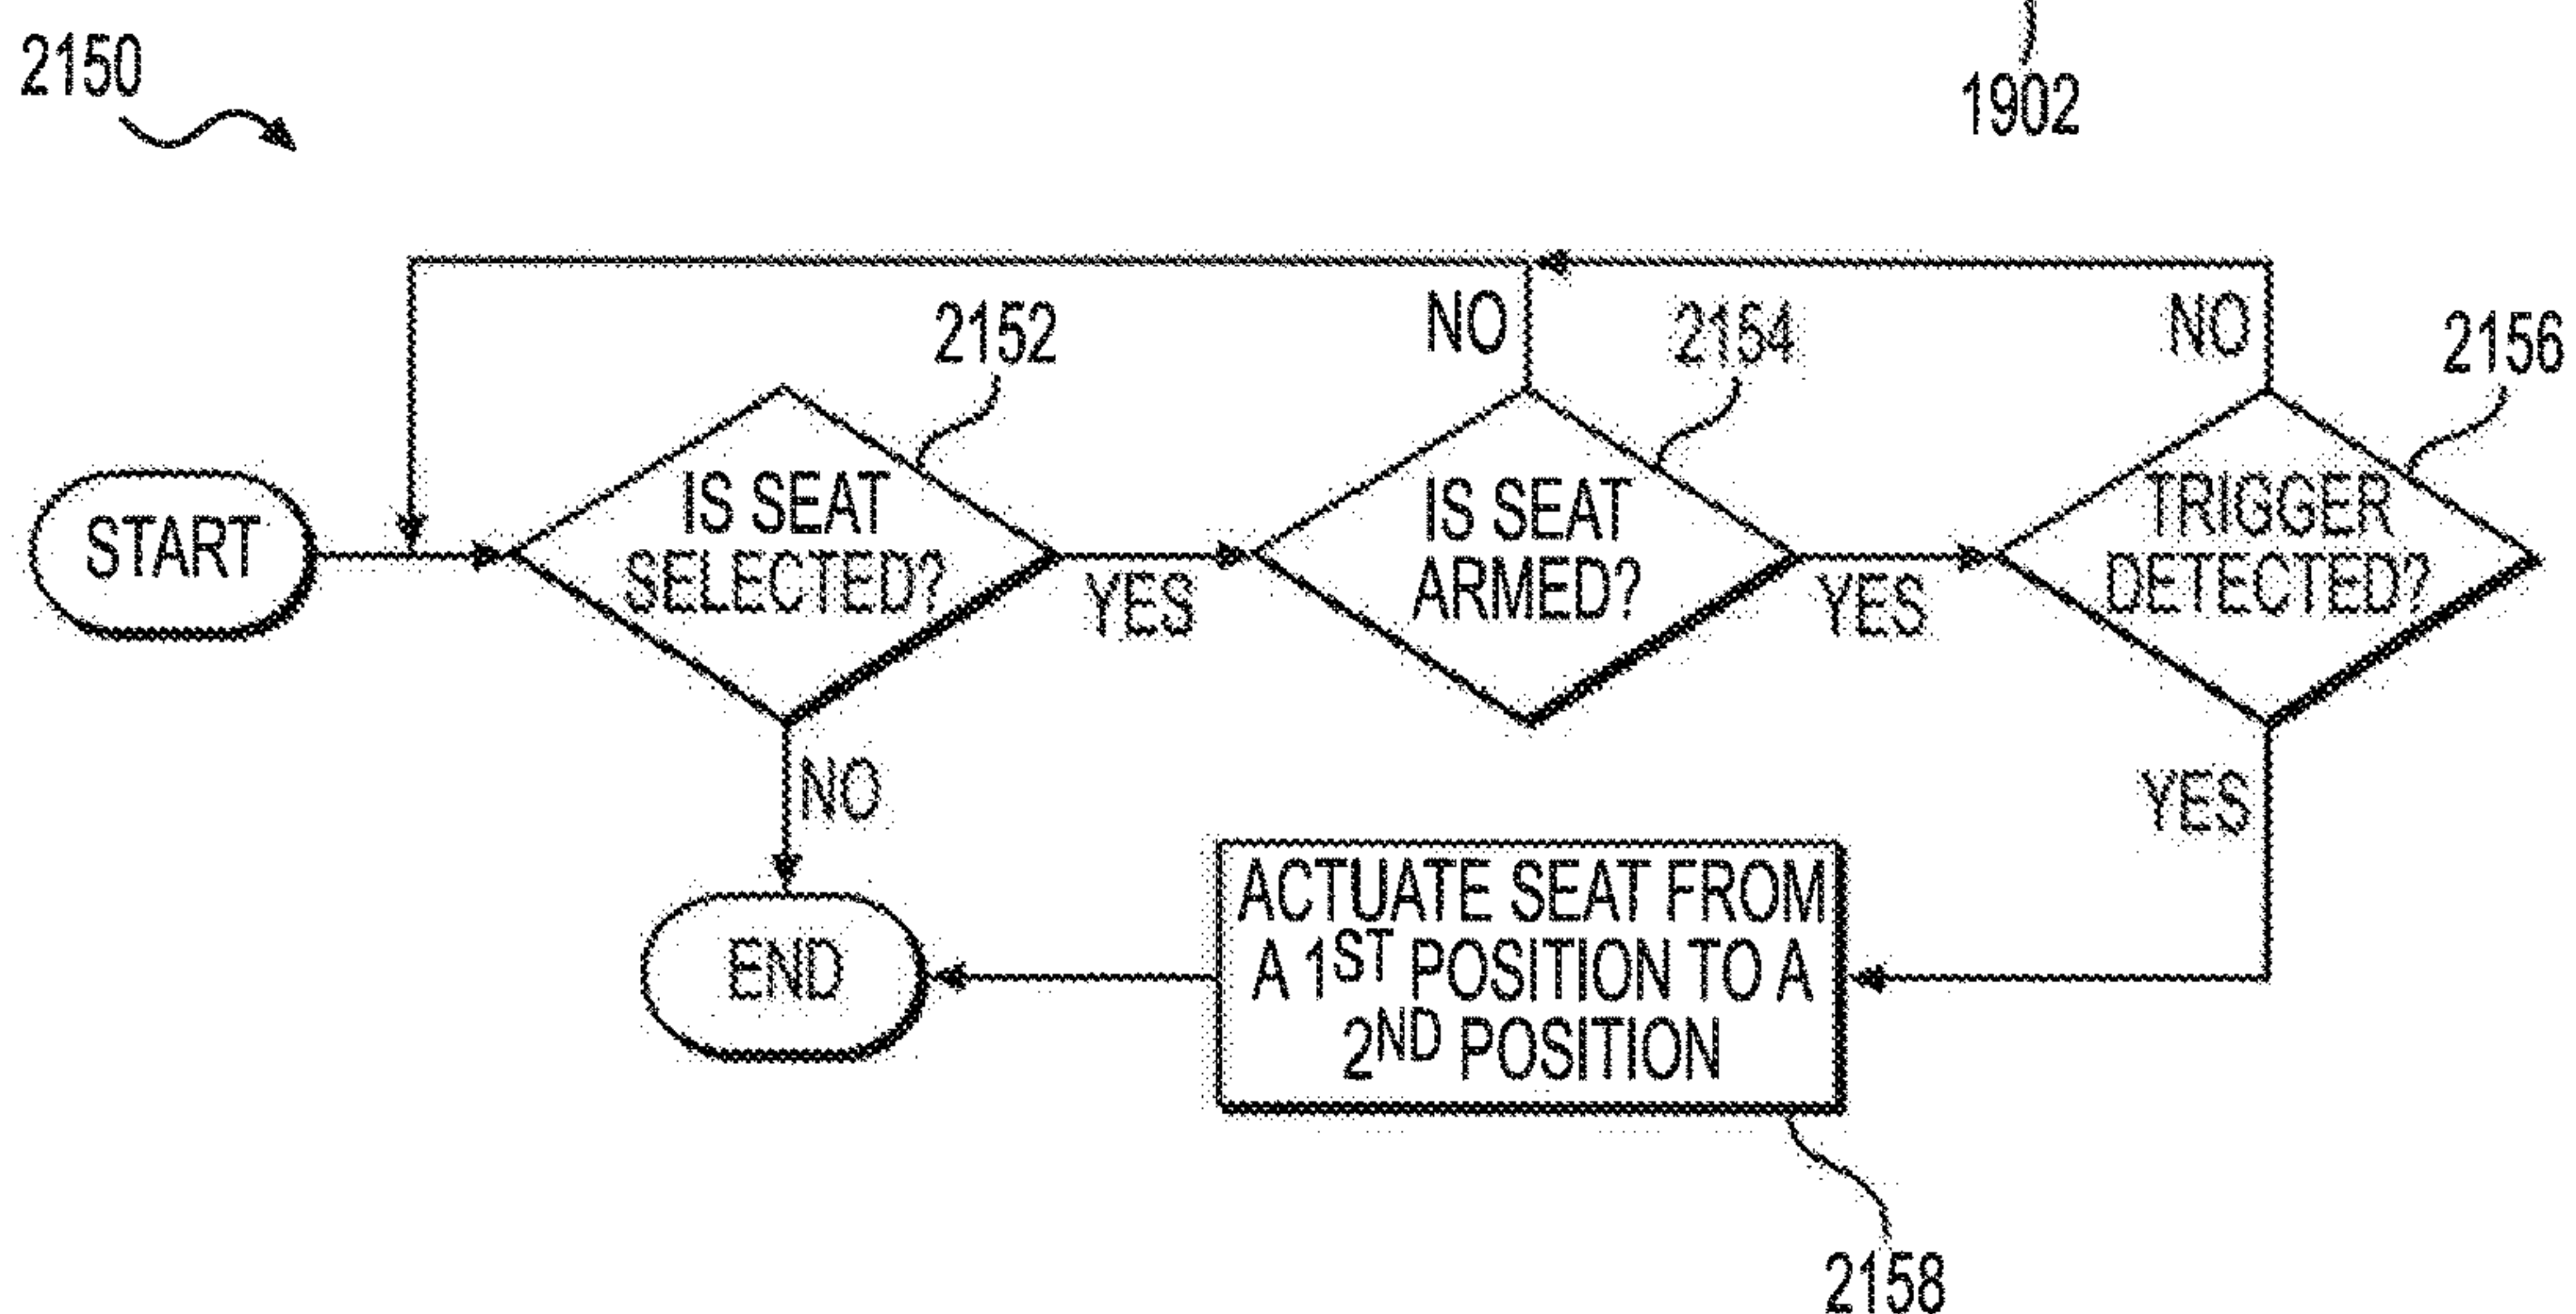 2150
1902
2152
NO
2154
NO
2156
START
IS SEAT
SELECTED?
YES
IS SEAT
ARMED?
YES
TRIGGER
DETECTED?
NO
YES
END
ACTUATE SEAT FROM
A 1ST POSITION TO A
2ND POSITION
2158